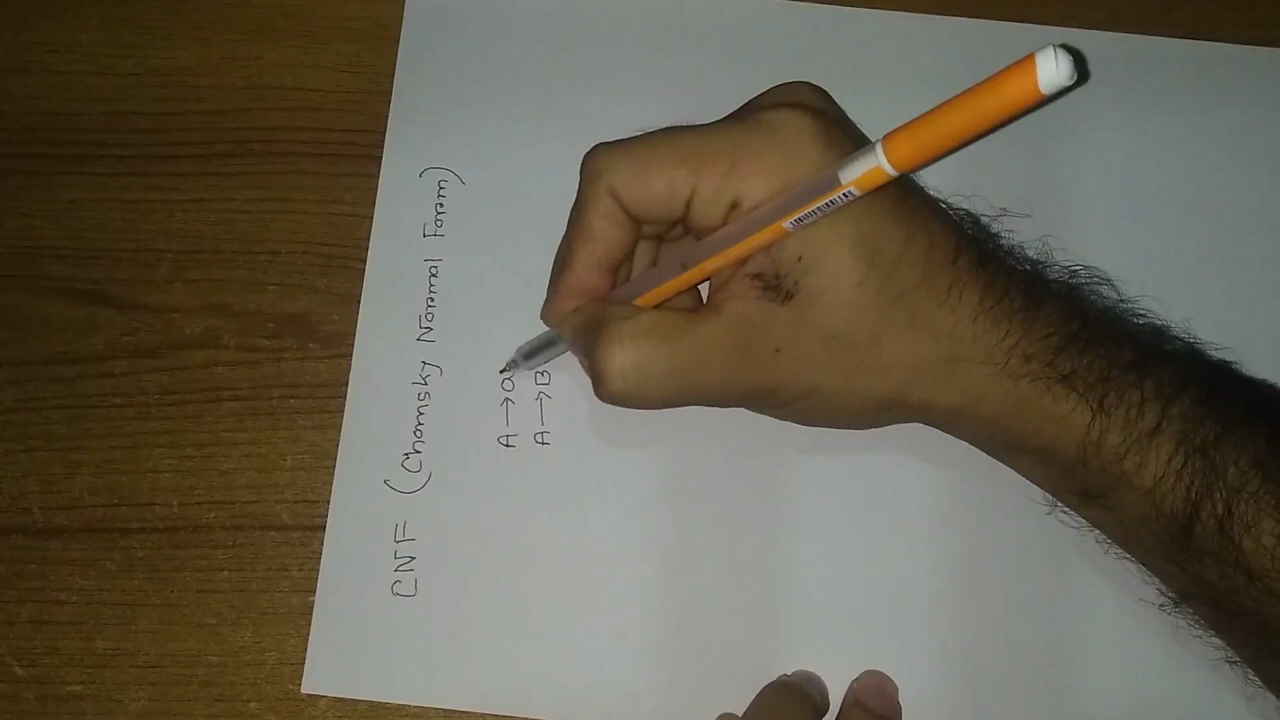 CNF (Chomsky Normal Form)
A → a
A → B